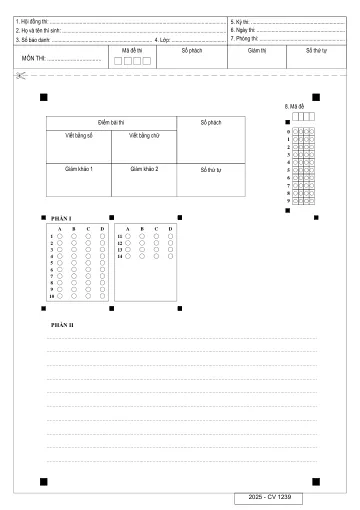 1. Hội đồng thi: ........................................ 5. Kỳ thi: ........................................
2. Họ và tên thí sinh: ........................................ 6. Ngày thi: ........................................
3. Số báo danh: ........................................ 4. Lớp: ........................................ 7. Phòng thi: ........................................
MÔN THI: ........................................
Mã đề thi Số phách Giám thị Số thứ tự
8. Mã đề
Điểm bài thi Số phách
Viết bằng số Viết bằng chữ
Giám khảo 1 Giám khảo 2 Số thứ tự
0
1
2
3
4
5
6
7
8
9
PHẦN I
A B C D A B C D
1 11
2 12
3 13
4 14
5
6
7
8
9
10
PHẦN II
2025 - CV 1239